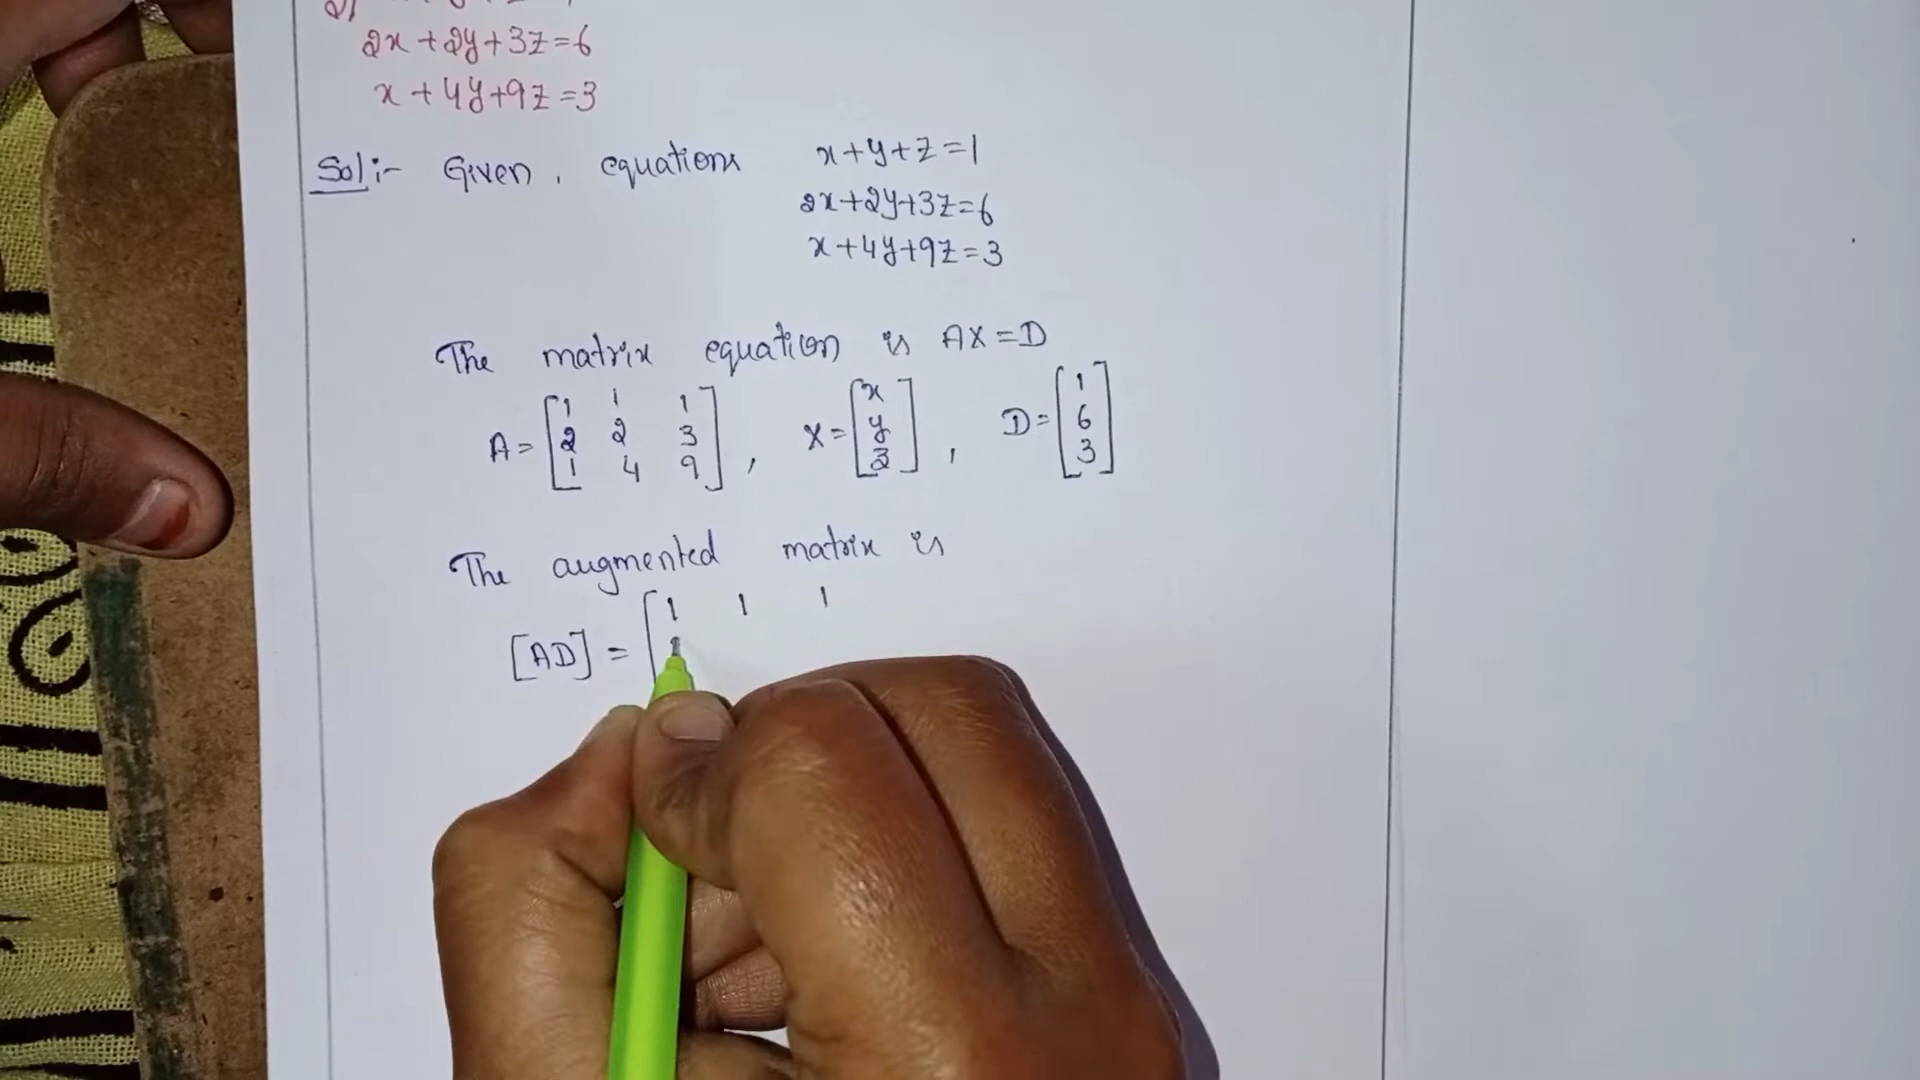 2x+2y+3z=6
x+4y+9z=3
Sol:- Given, equations x+y+z=1
2x+2y+3z=6
x+4y+9z=3
The matrix equation is AX=D
A=[1 1 1
2 2 3
1 4 9], X=[x
y
z], D=[1
6
3]
The augmented matrix is
[AD] = [1 1 1